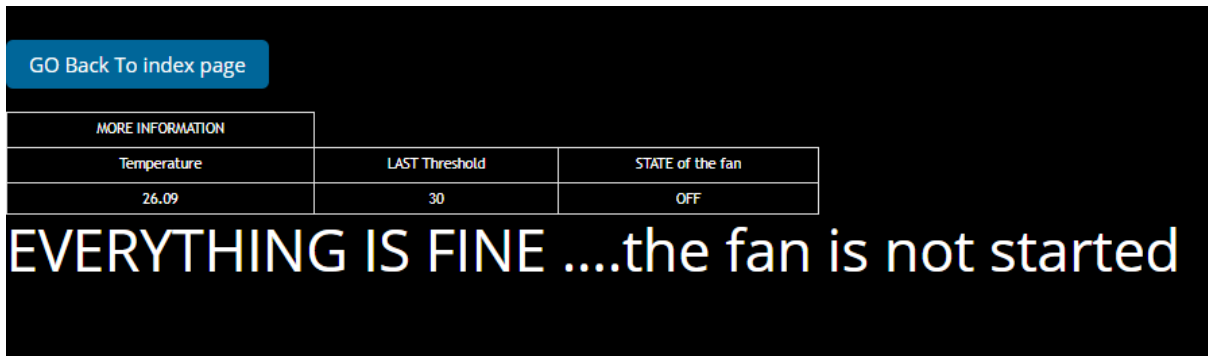 GO Back To index page
MORE INFORMATION
Temperature LAST Threshold STATE of the fan
26.09 30 OFF
EVERYTHING IS FINE ....the fan is not started